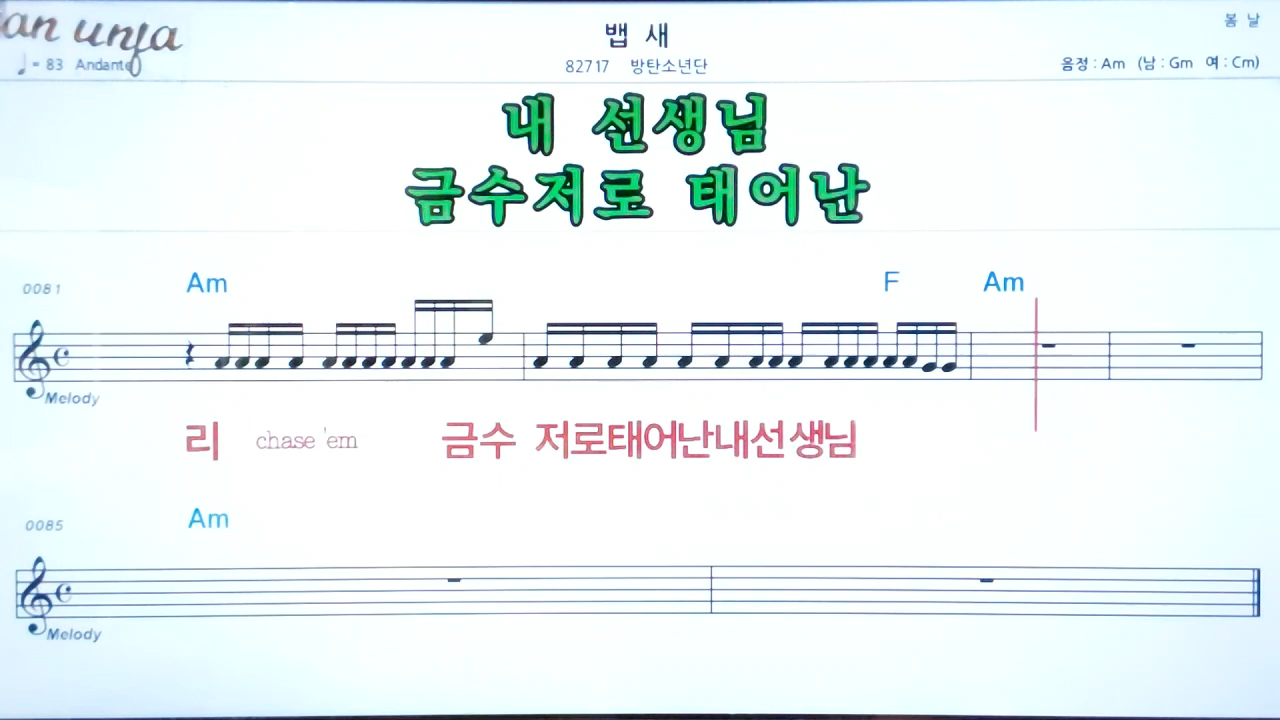 봄 날
뱁 새
♩= 83 Andante
82717 방탄소년단
음정 : Am (남 : Gm 여 : Cm)
내 선생님
금수저로 태어난
0081
Am F Am
Melody
리 chase 'em 금수 저로태어난내선생님
0085
Am
Melody